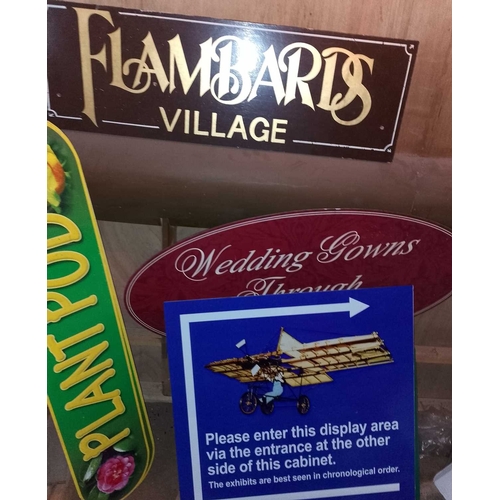 FLAMBARDS
VILLAGE
PLANT POD
Wedding Gowns
Through
Please enter this display area
via the entrance at the other
side of this cabinet.
The exhibits are best seen in chronological order.